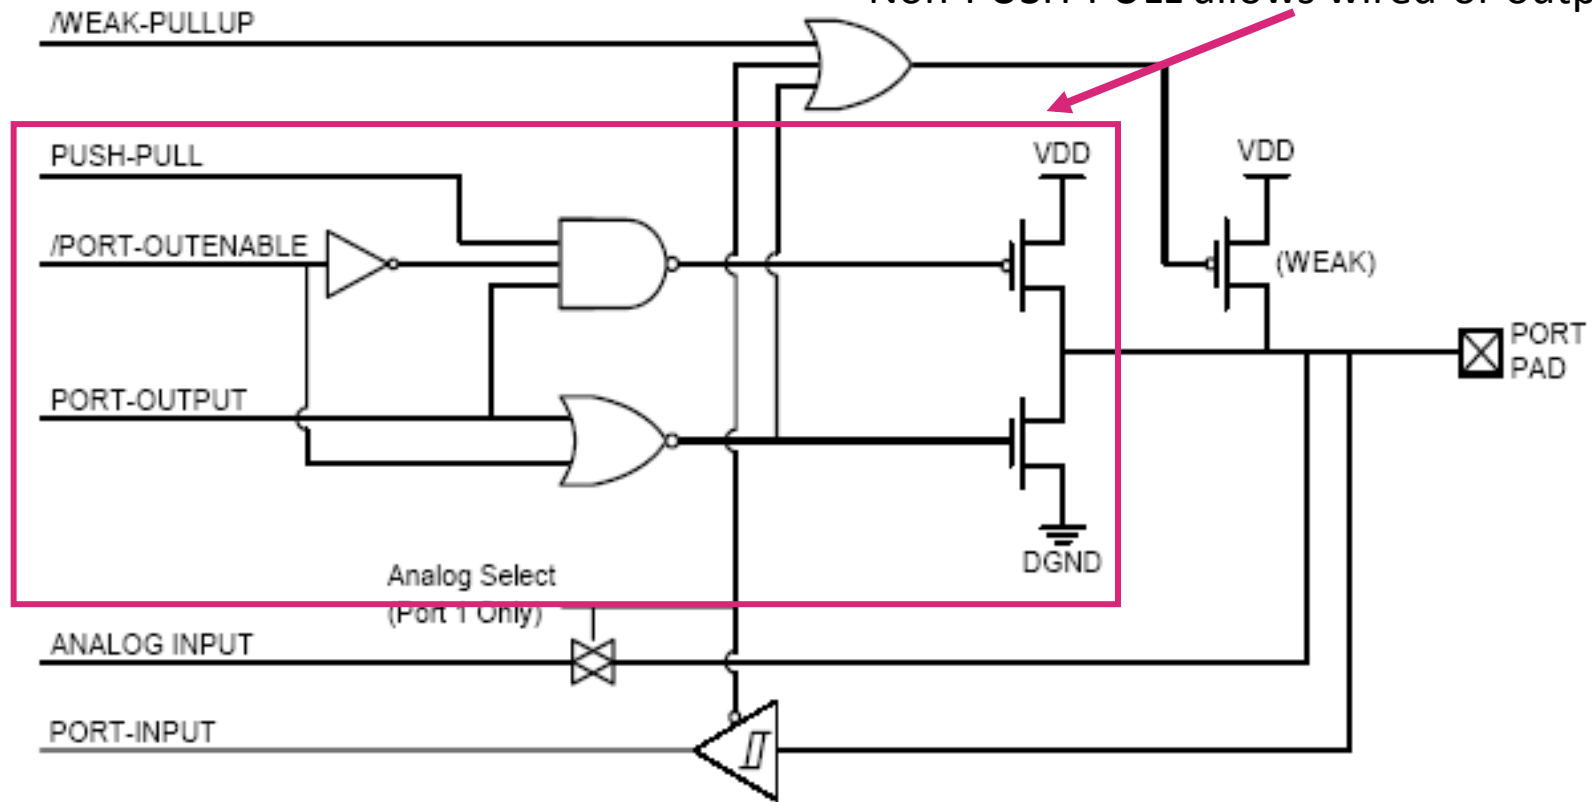 /WEAK-PULLUP
PUSH-PULL
/PORT-OUTENABLE
PORT-OUTPUT
VDD
VDD
(WEAK)
PORT
PAD
DGND
Analog Select
(Port 1 Only)
ANALOG INPUT
PORT-INPUT